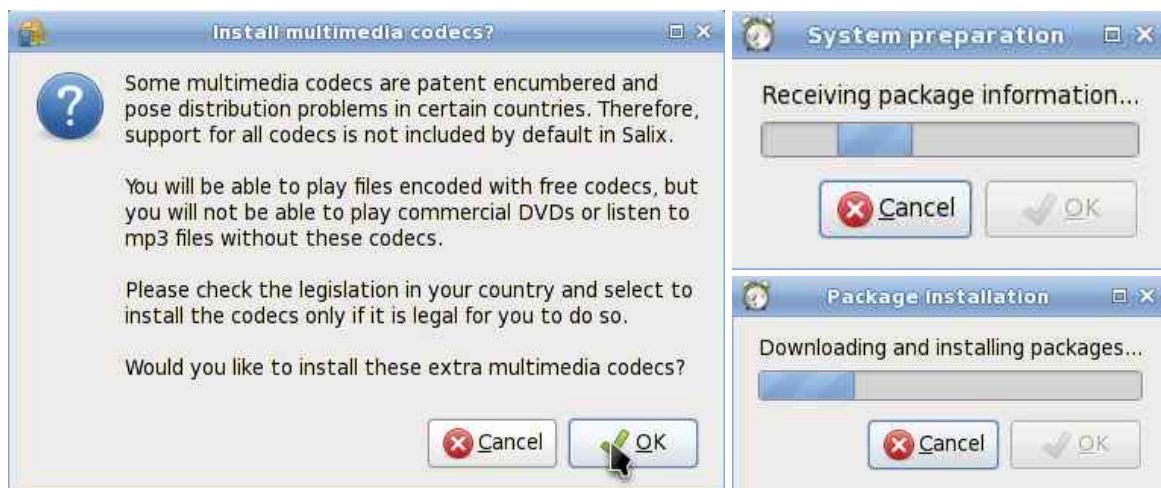 Install multimedia codecs?
Some multimedia codecs are patent encumbered and
pose distribution problems in certain countries. Therefore,
support for all codecs is not included by default in Salix.
You will be able to play files encoded with free codecs, but
you will not be able to play commercial DVDs or listen to
mp3 files without these codecs.
Please check the legislation in your country and select to
install the codecs only if it is legal for you to do so.
Would you like to install these extra multimedia codecs?
Cancel
OK
System preparation
Receiving package information...
Cancel
OK
Package installation
Downloading and installing packages...
Cancel
OK